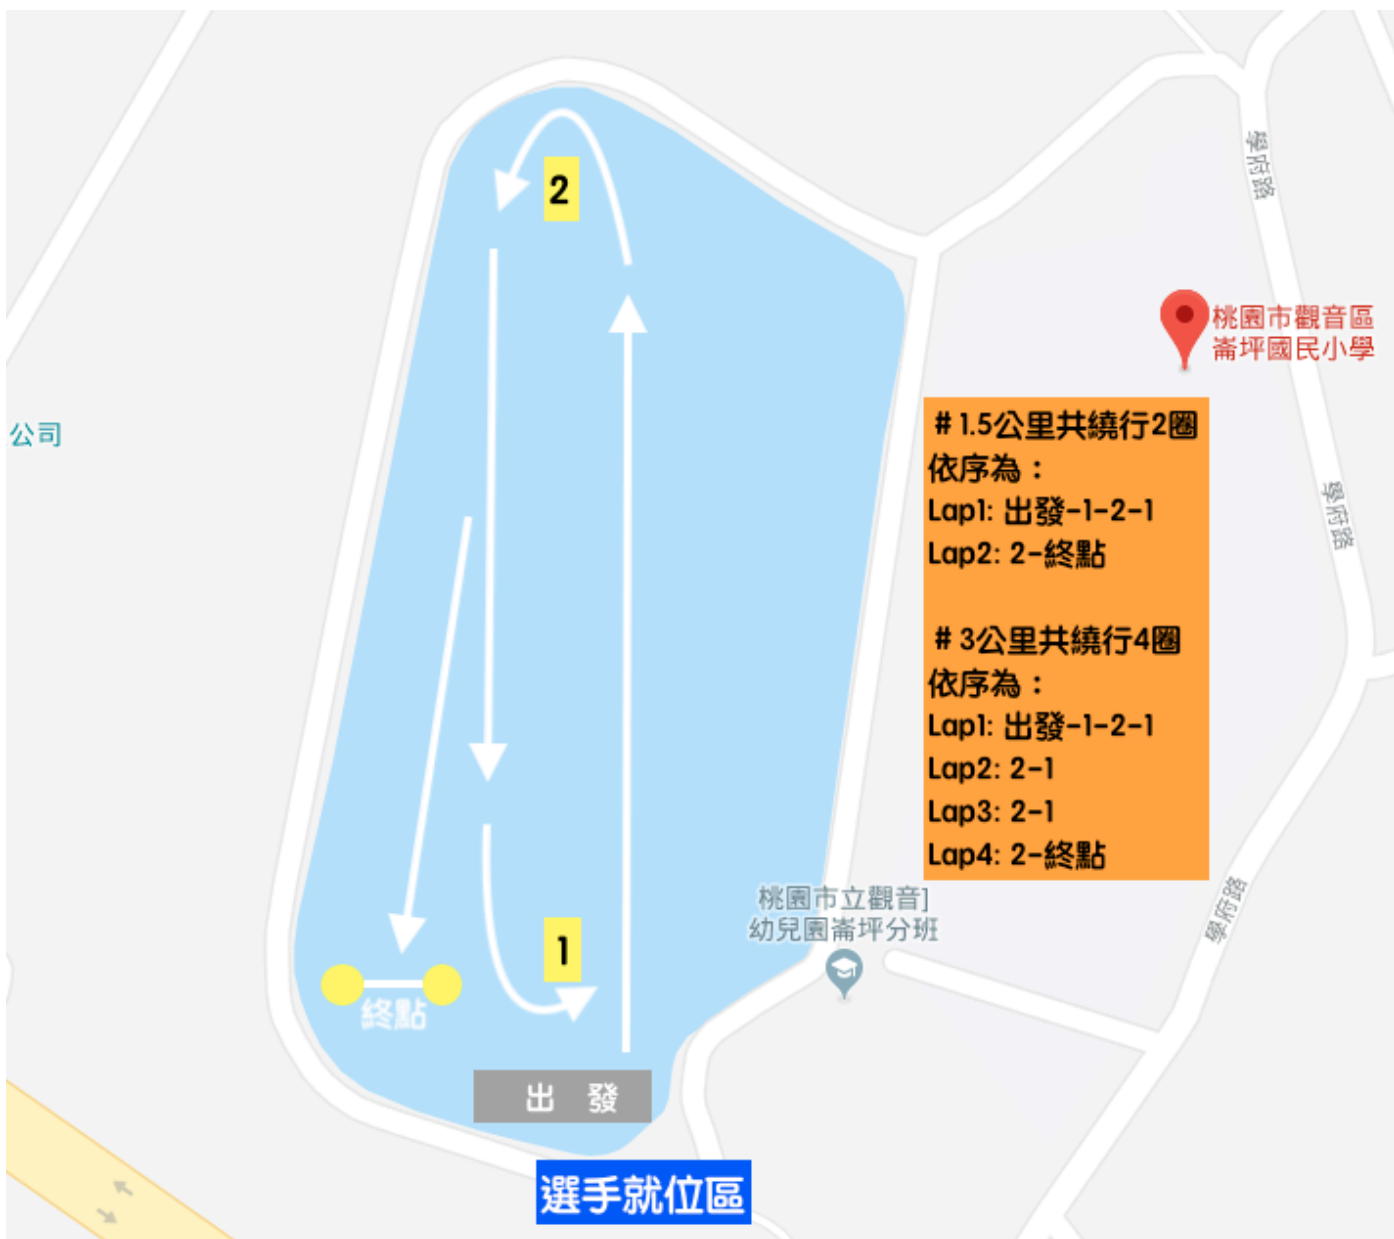 學府路
2
桃園市觀音區
崙坪國民小學
公司
#1.5公里共繞行2圈
依序為：
Lap1: 出發-1-2-1
Lap2: 2-終點
#3公里共繞行4圈
依序為：
Lap1: 出發-1-2-1
Lap2: 2-1
Lap3: 2-1
Lap4: 2-終點
學府路
桃園市立觀音]
幼兒園崙坪分班
學府路
1
終點
出 發
選手就位區